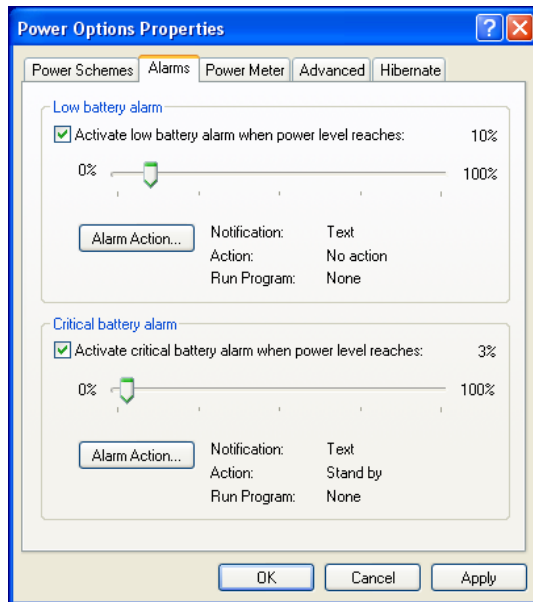 Power Options Properties
Power Schemes Alarms Power Meter Advanced Hibernate
Low battery alarm
Activate low battery alarm when power level reaches: 10%
0% 100%
Alarm Action...
Notification: Text
Action: No action
Run Program: None
Critical battery alarm
Activate critical battery alarm when power level reaches: 3%
0% 100%
Alarm Action...
Notification: Text
Action: Stand by
Run Program: None
OK Cancel Apply